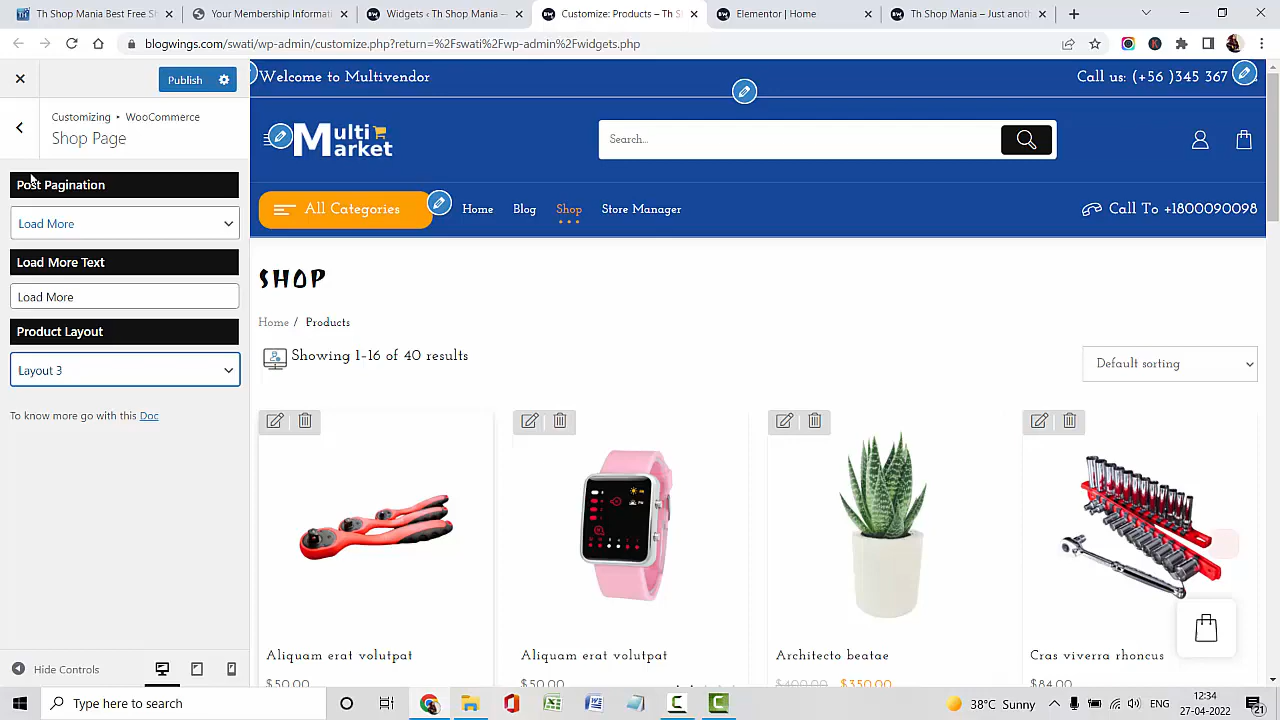 Th Shop Mania Best Free Sh
Your Membership Informati
Widgets ‹ Th Shop Mania —
Customize: Products – Th S
Elementor | Home
Th Shop Mania – Just anoth
blogwings.com/swati/wp-admin/customize.php?return=%2Fswati%2Fwp-admin%2Fwidgets.php
Publish
Customizing ‣ WooCommerce
Shop Page
Post Pagination
Load More
Load More Text
Load More
Product Layout
Layout 3
To know more go with this Doc
Hide Controls
Welcome to Multivendor
Call us: (+56 )345 367
Multi
Market
Search...
All Categories
Home
Blog
Shop
Store Manager
Call To +1800090098
SHOP
Home / Products
Showing 1–16 of 40 results
Default sorting
Aliquam erat volutpat
Aliquam erat volutpat
Architecto beatae
Cras viverra rhoncus
$50.00
$50.00
$400.00 $350.00
$84.00
Type here to search
38°C Sunny
ENG
12:34
27-04-2022
21